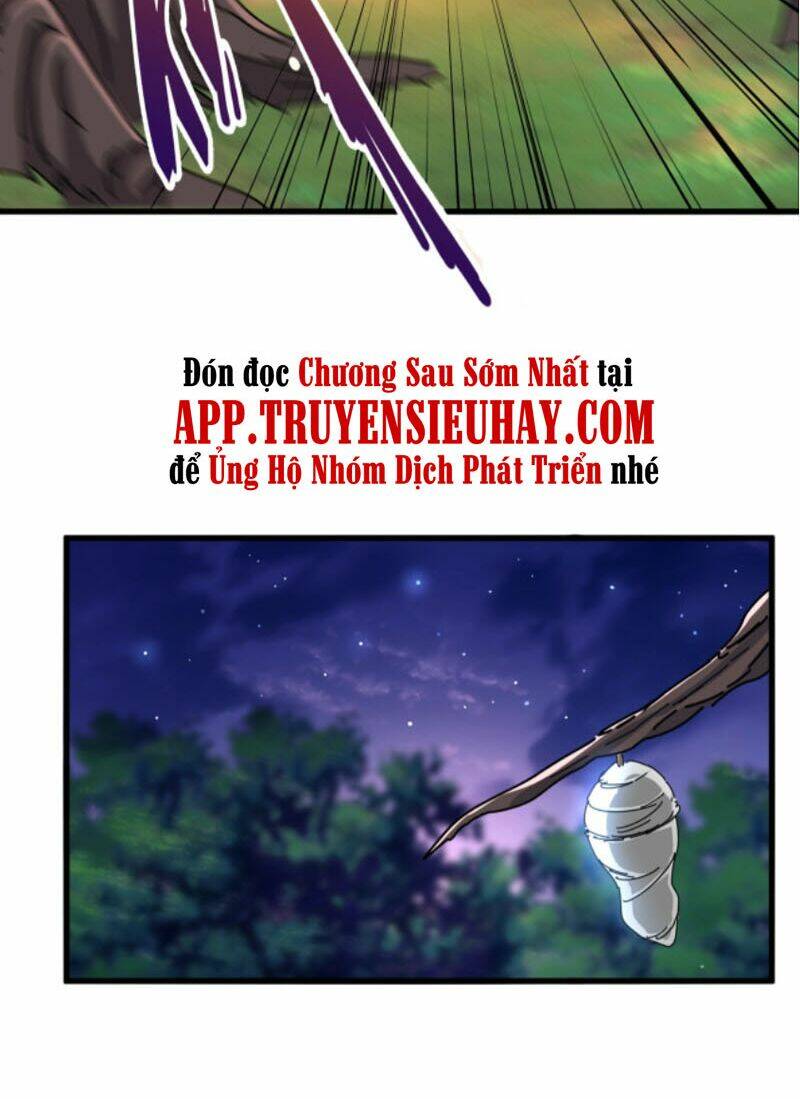 Đón đọc Chương Sau Sớm Nhất tại
APP.TRUYENSIEUHAY.COM
để Ủng Hộ Nhóm Dịch Phát Triển nhé